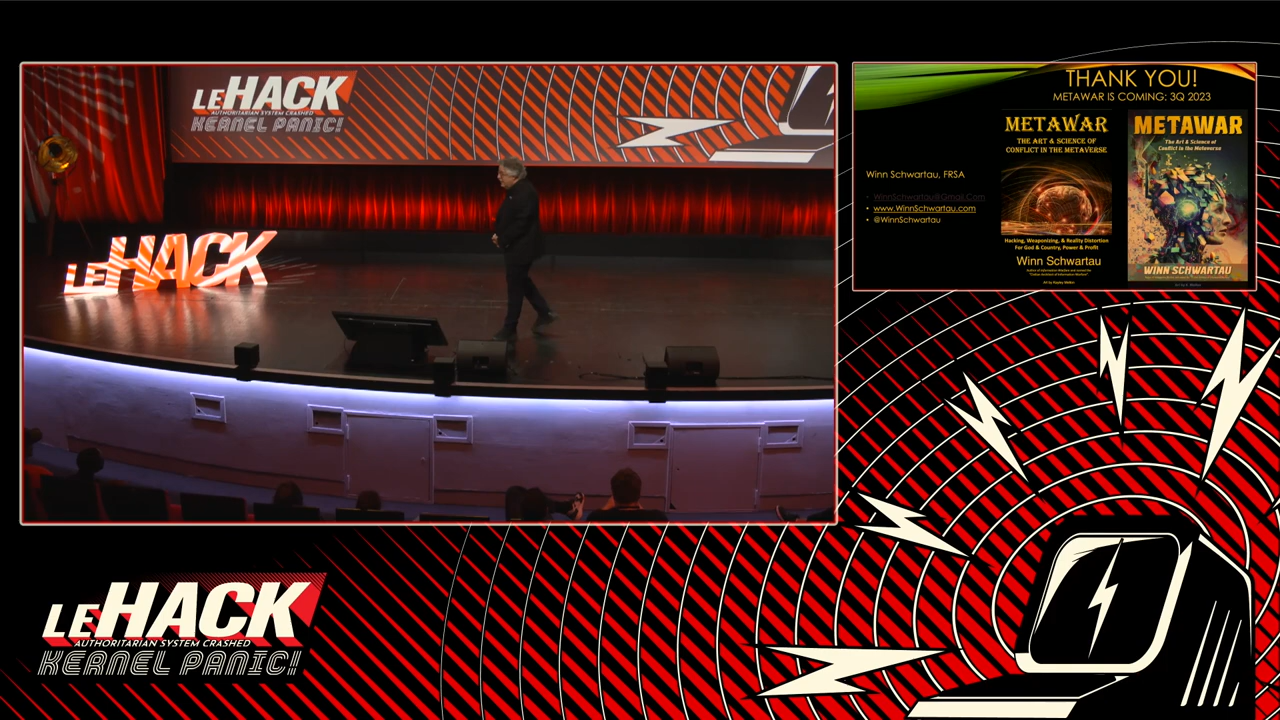 LEHACK
AUTHORITARIAN SYSTEM CRASHED
KERNEL PANIC!
LEHACK
THANK YOU!
METAWAR IS COMING: 3Q 2023
Winn Schwartau, FRSA
WinnSchwartau@Gmail.Com
www.WinnSchwartau.com
@WinnSchwartau
METAWAR
THE ART & SCIENCE OF
CONFLICT IN THE METAVERSE
Hacking, Weaponizing, & Reality Distortion
For God & Country, Power & Profit
Winn Schwartau
METAWAR
The Art & Science of
Conflict in the Metaverse
WINN SCHWARTAU
LEHACK
AUTHORITARIAN SYSTEM CRASHED
KERNEL PANIC!